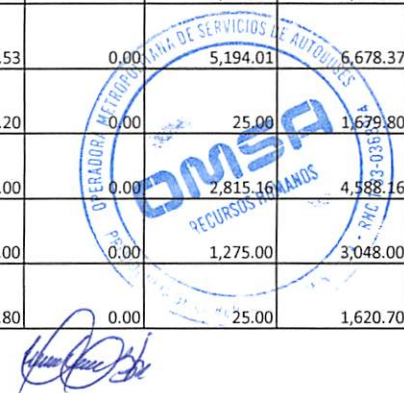 .53 0.00 5,194.01 6,678.37
.20 0.00 25.00 1,679.80
.00 0.00 2,815.16 4,588.16
.00 0.00 1,275.00 3,048.00
.80 0.00 25.00 1,620.70
OPERADORA METROPOLITANA DE SERVICIOS DE AUTOBUSES
OMSA
RECURSOS HUMANOS
RNC